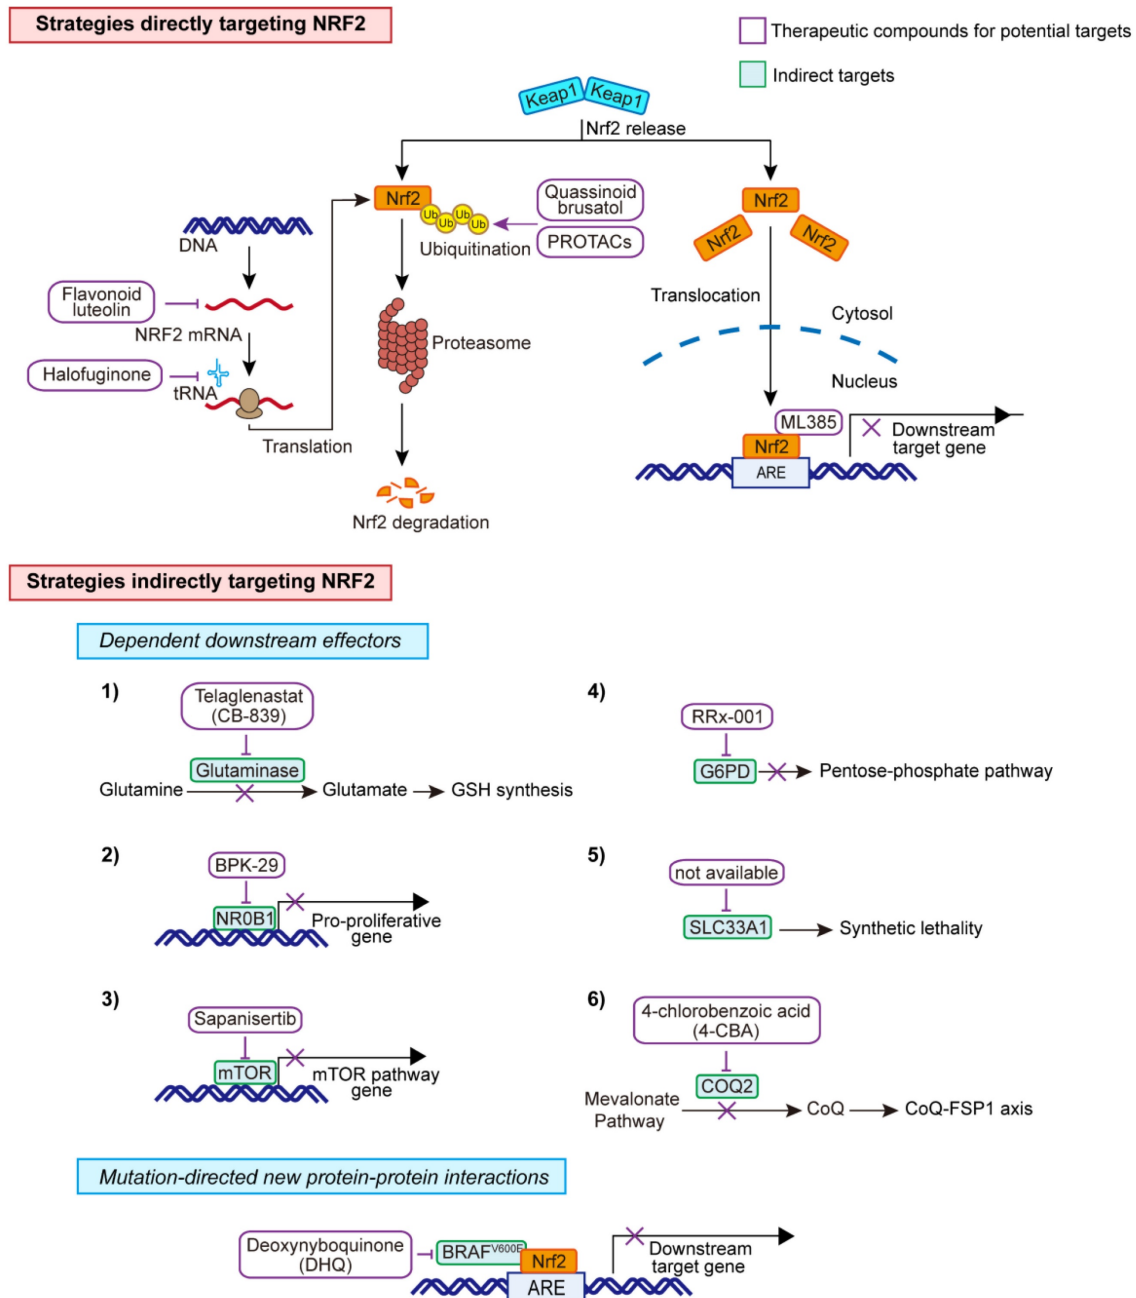 Strategies directly targeting NRF2
Therapeutic compounds for potential targets
Indirect targets
Keap1 Keap1
Nrf2 release
Nrf2
Ub Ub Ub Ub
Ubiquitination
Quassinoid
brusatol
PROTACs
Nrf2
Nrf2
Nrf2
DNA
Flavonoid
luteolin
NRF2 mRNA
Halofuginone
tRNA
Translation
Proteasome
Nrf2 degradation
Translocation
Cytosol
Nucleus
ML385
Nrf2
ARE
Downstream
target gene
Strategies indirectly targeting NRF2
Dependent downstream effectors
1)
Telaglenastat
(CB-839)
Glutaminase
Glutamine
Glutamate
GSH synthesis
2)
BPK-29
NR0B1
Pro-proliferative
gene
3)
Sapanisertib
mTOR
mTOR pathway
gene
4)
RRx-001
G6PD
Pentose-phosphate pathway
5)
not available
SLC33A1
Synthetic lethality
6)
4-chlorobenzoic acid
(4-CBA)
COQ2
Mevalonate
Pathway
CoQ
CoQ-FSP1 axis
Mutation-directed new protein-protein interactions
Deoxynyboquinone
(DHQ)
BRAFV600E
Nrf2
ARE
Downstream
target gene